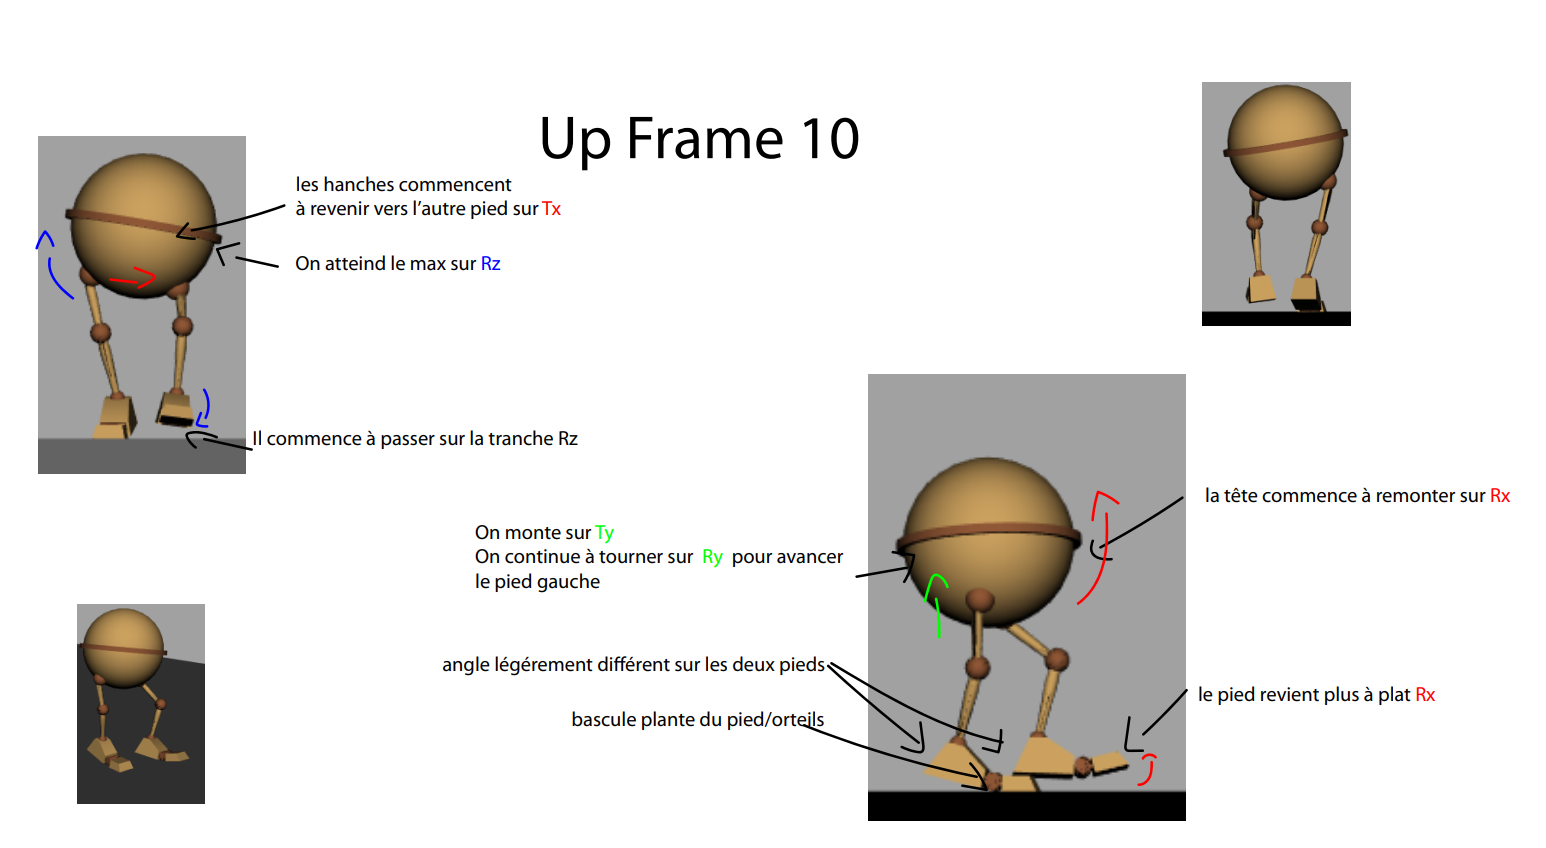 Up Frame 10
les hanches commencent
à revenir vers l'autre pied sur Tx
On atteind le max sur Rz
Il commence à passer sur la tranche Rz
la tête commence à remonter sur Rx
On monte sur Ty
On continue à tourner sur Ry pour avancer
le pied gauche
angle légérement différent sur les deux pieds
le pied revient plus à plat Rx
bascule plante du pied/orteils